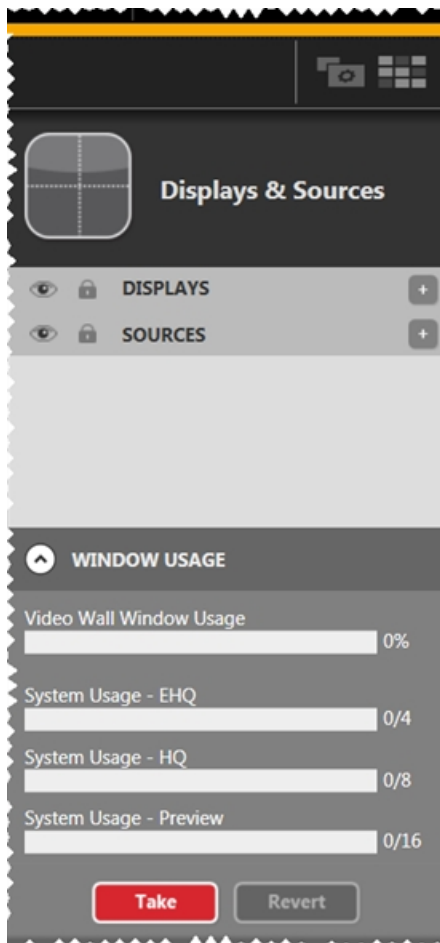 Displays & Sources
DISPLAYS
+
SOURCES
+
WINDOW USAGE
Video Wall Window Usage
0%
System Usage - EHQ
0/4
System Usage - HQ
0/8
System Usage - Preview
0/16
Take Revert